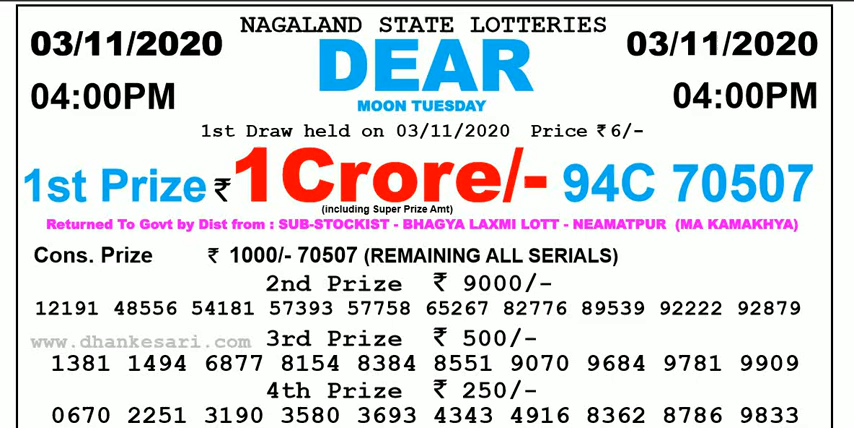 NAGALAND STATE LOTTERIES
03/11/2020 DEAR 03/11/2020
04:00PM MOON TUESDAY 04:00PM
1st Draw held on 03/11/2020 Price ₹6/-
1st Prize ₹1Crore/- 94C 70507
(including Super Prize Amt)
Returned To Govt by Dist from : SUB-STOCKIST - BHAGYA LAXMI LOTT - NEAMATPUR (MA KAMAKHYA)
Cons. Prize ₹ 1000/- 70507 (REMAINING ALL SERIALS)
2nd Prize ₹ 9000/-
12191 48556 54181 57393 57758 65267 82776 89539 92222 92879
www.dhankesari.com 3rd Prize ₹ 500/-
1381 1494 6877 8154 8384 8551 9070 9684 9781 9909
4th Prize ₹ 250/-
0670 2251 3190 3580 3693 4343 4916 8362 8786 9833